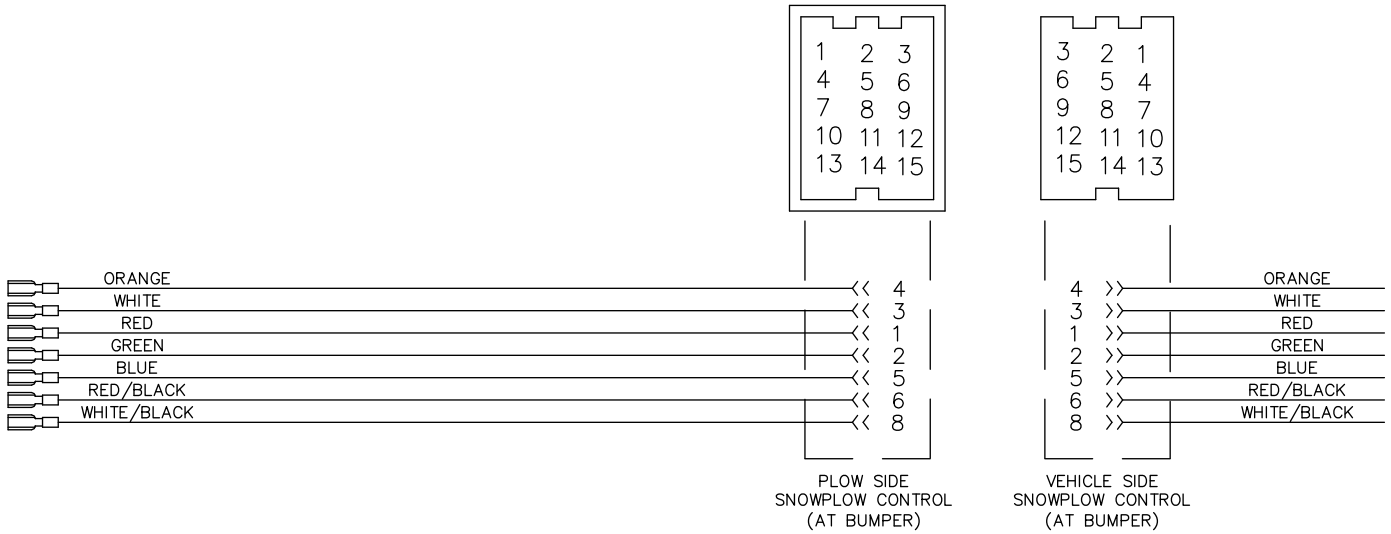 1 2 3
4 5 6
7 8 9
10 11 12
13 14 15
3 2 1
6 5 4
9 8 7
12 11 10
15 14 13
ORANGE 4 4 ORANGE
WHITE 3 3 WHITE
RED 1 1 RED
GREEN 2 2 GREEN
BLUE 5 5 BLUE
RED/BLACK 6 6 RED/BLACK
WHITE/BLACK 8 8 WHITE/BLACK
PLOW SIDE
SNOWPLOW CONTROL
(AT BUMPER)
VEHICLE SIDE
SNOWPLOW CONTROL
(AT BUMPER)